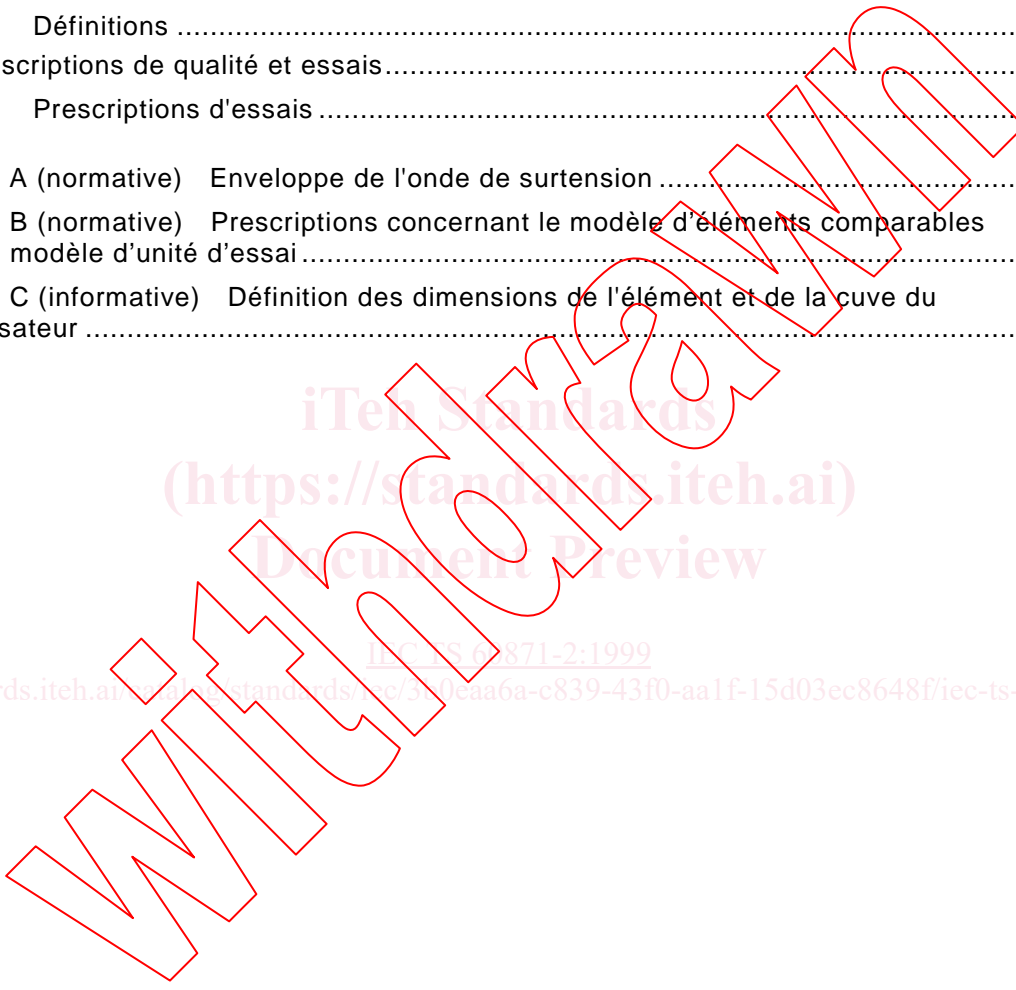 Définitions
scriptions de qualité et essais
Prescriptions d'essais
A (normative) Enveloppe de l'onde de surtension
B (normative) Prescriptions concernant le modèle d'éléments comparables
modèle d'unité d'essai
C (informative) Définition des dimensions de l'élément et de la cuve du
sateur
iTeh Standards
(https://standards.iteh.ai)
Document Preview
IEC TS 60871-2:1999
ds.iteh.ai/catalog/standards/iec/3b0eaa6a-c839-43f0-aa1f-15d03ec8648f/iec-ts-
withdrawn